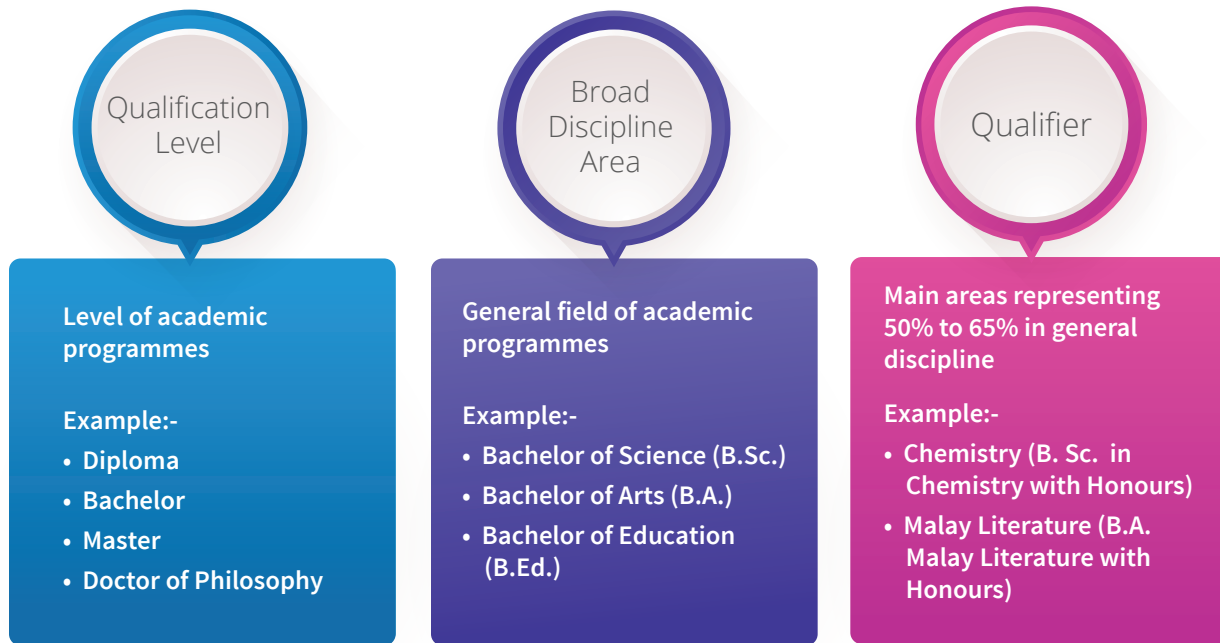 Qualification
Level
Level of academic
programmes
Example:-
• Diploma
• Bachelor
• Master
• Doctor of Philosophy
Broad
Discipline
Area
General field of academic
programmes
Example:-
• Bachelor of Science (B.Sc.)
• Bachelor of Arts (B.A.)
• Bachelor of Education
(B.Ed.)
Qualifier
Main areas representing
50% to 65% in general
discipline
Example:-
• Chemistry (B. Sc. in
Chemistry with Honours)
• Malay Literature (B.A.
Malay Literature with
Honours)